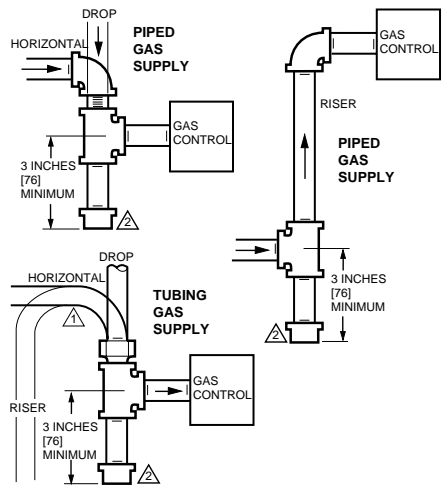 DROP
HORIZONTAL
PIPED
GAS
SUPPLY
GAS
CONTROL
3 INCHES
[76]
MINIMUM
2
GAS
CONTROL
RISER
PIPED
GAS
SUPPLY
3 INCHES
[76]
MINIMUM
2
DROP
HORIZONTAL
1
TUBING
GAS
SUPPLY
GAS
CONTROL
RISER
3 INCHES
[76]
MINIMUM
2